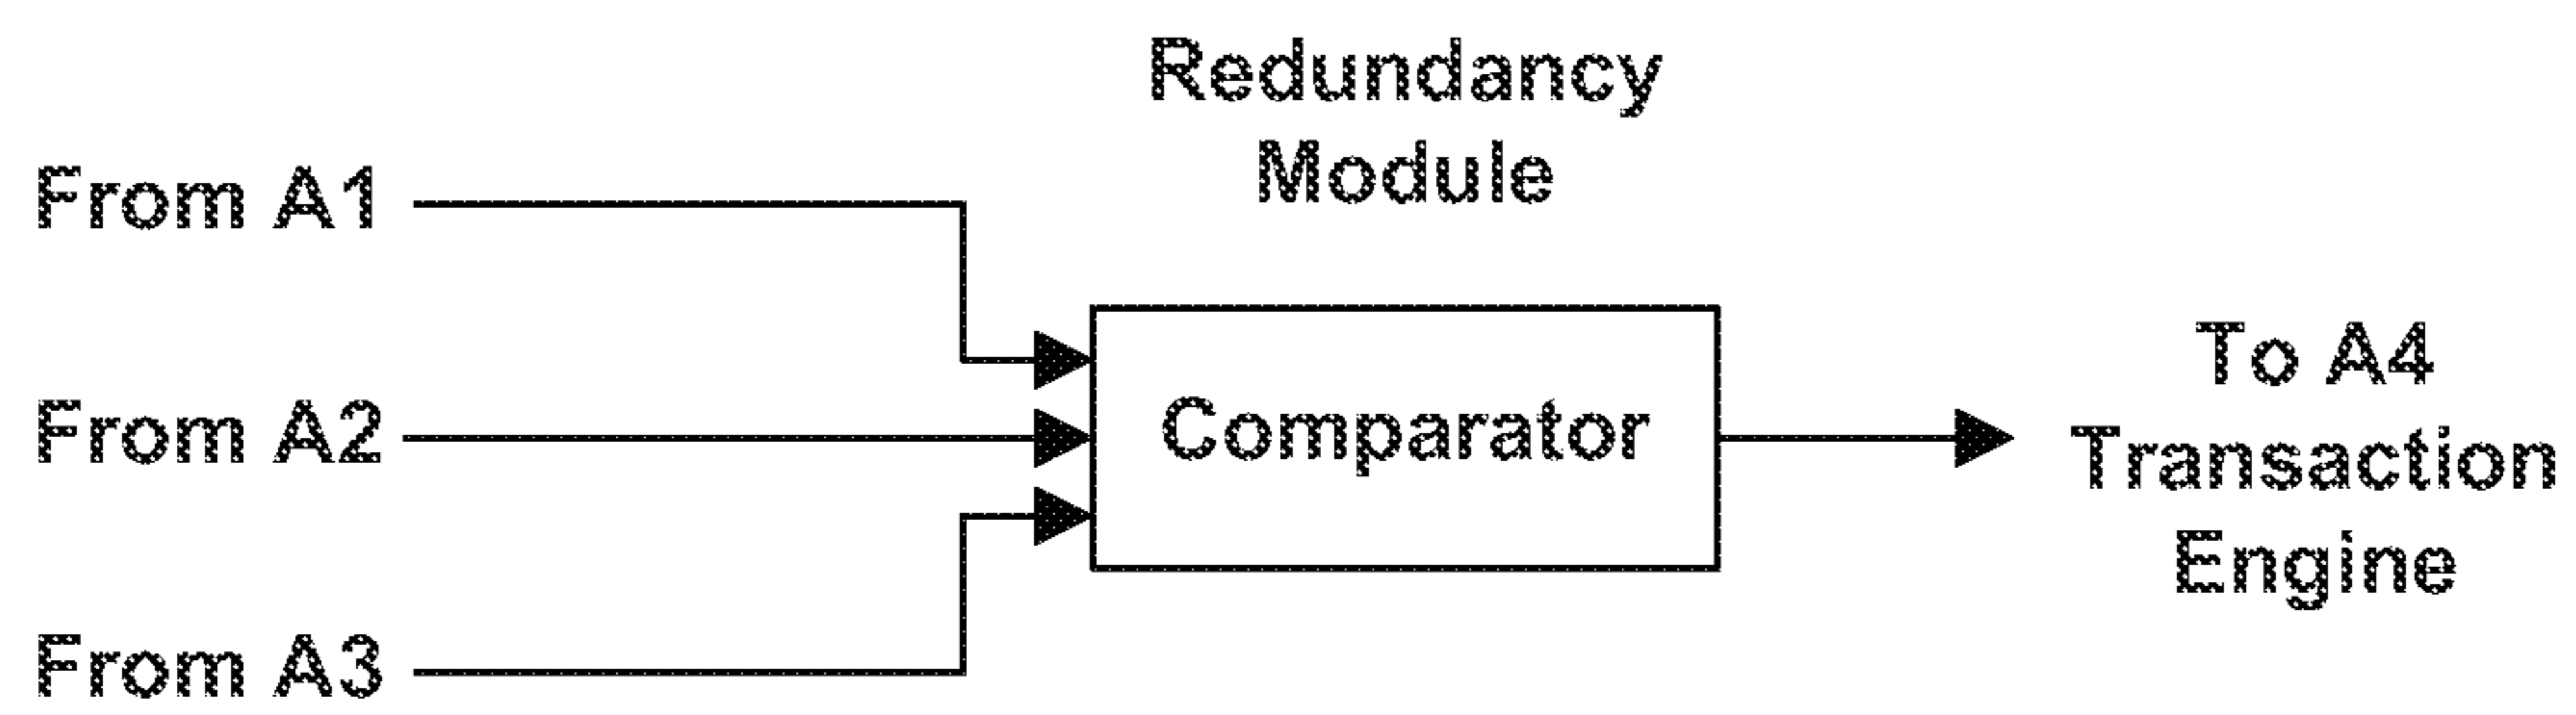 Redundancy
Module
From A1
From A2
From A3
Comparator
To A4
Transaction
Engine